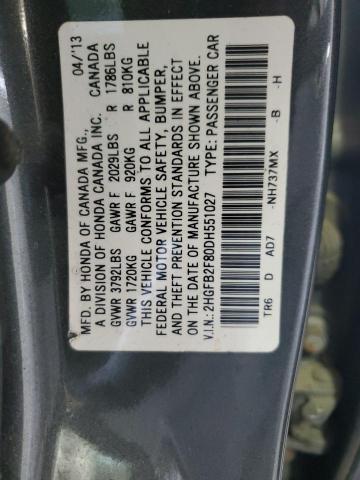 MFD. BY HONDA OF CANADA MFG., 04/'13
A DIVISION OF HONDA CANADA INC. CANADA
GVWR 3792LBS GAWR F 2029LBS R 1786LBS
GVWR 1720KG GAWR F 920KG R 810KG
THIS VEHICLE CONFORMS TO ALL APPLICABLE
FEDERAL MOTOR VEHICLE SAFETY, BUMPER,
AND THEFT PREVENTION STANDARDS IN EFFECT
ON THE DATE OF MANUFACTURE SHOWN ABOVE.
V.I.N.: 2HGFB2F80DH551027 TYPE: PASSENGER CAR
TR6 D AD7 -NH737MX -B -H